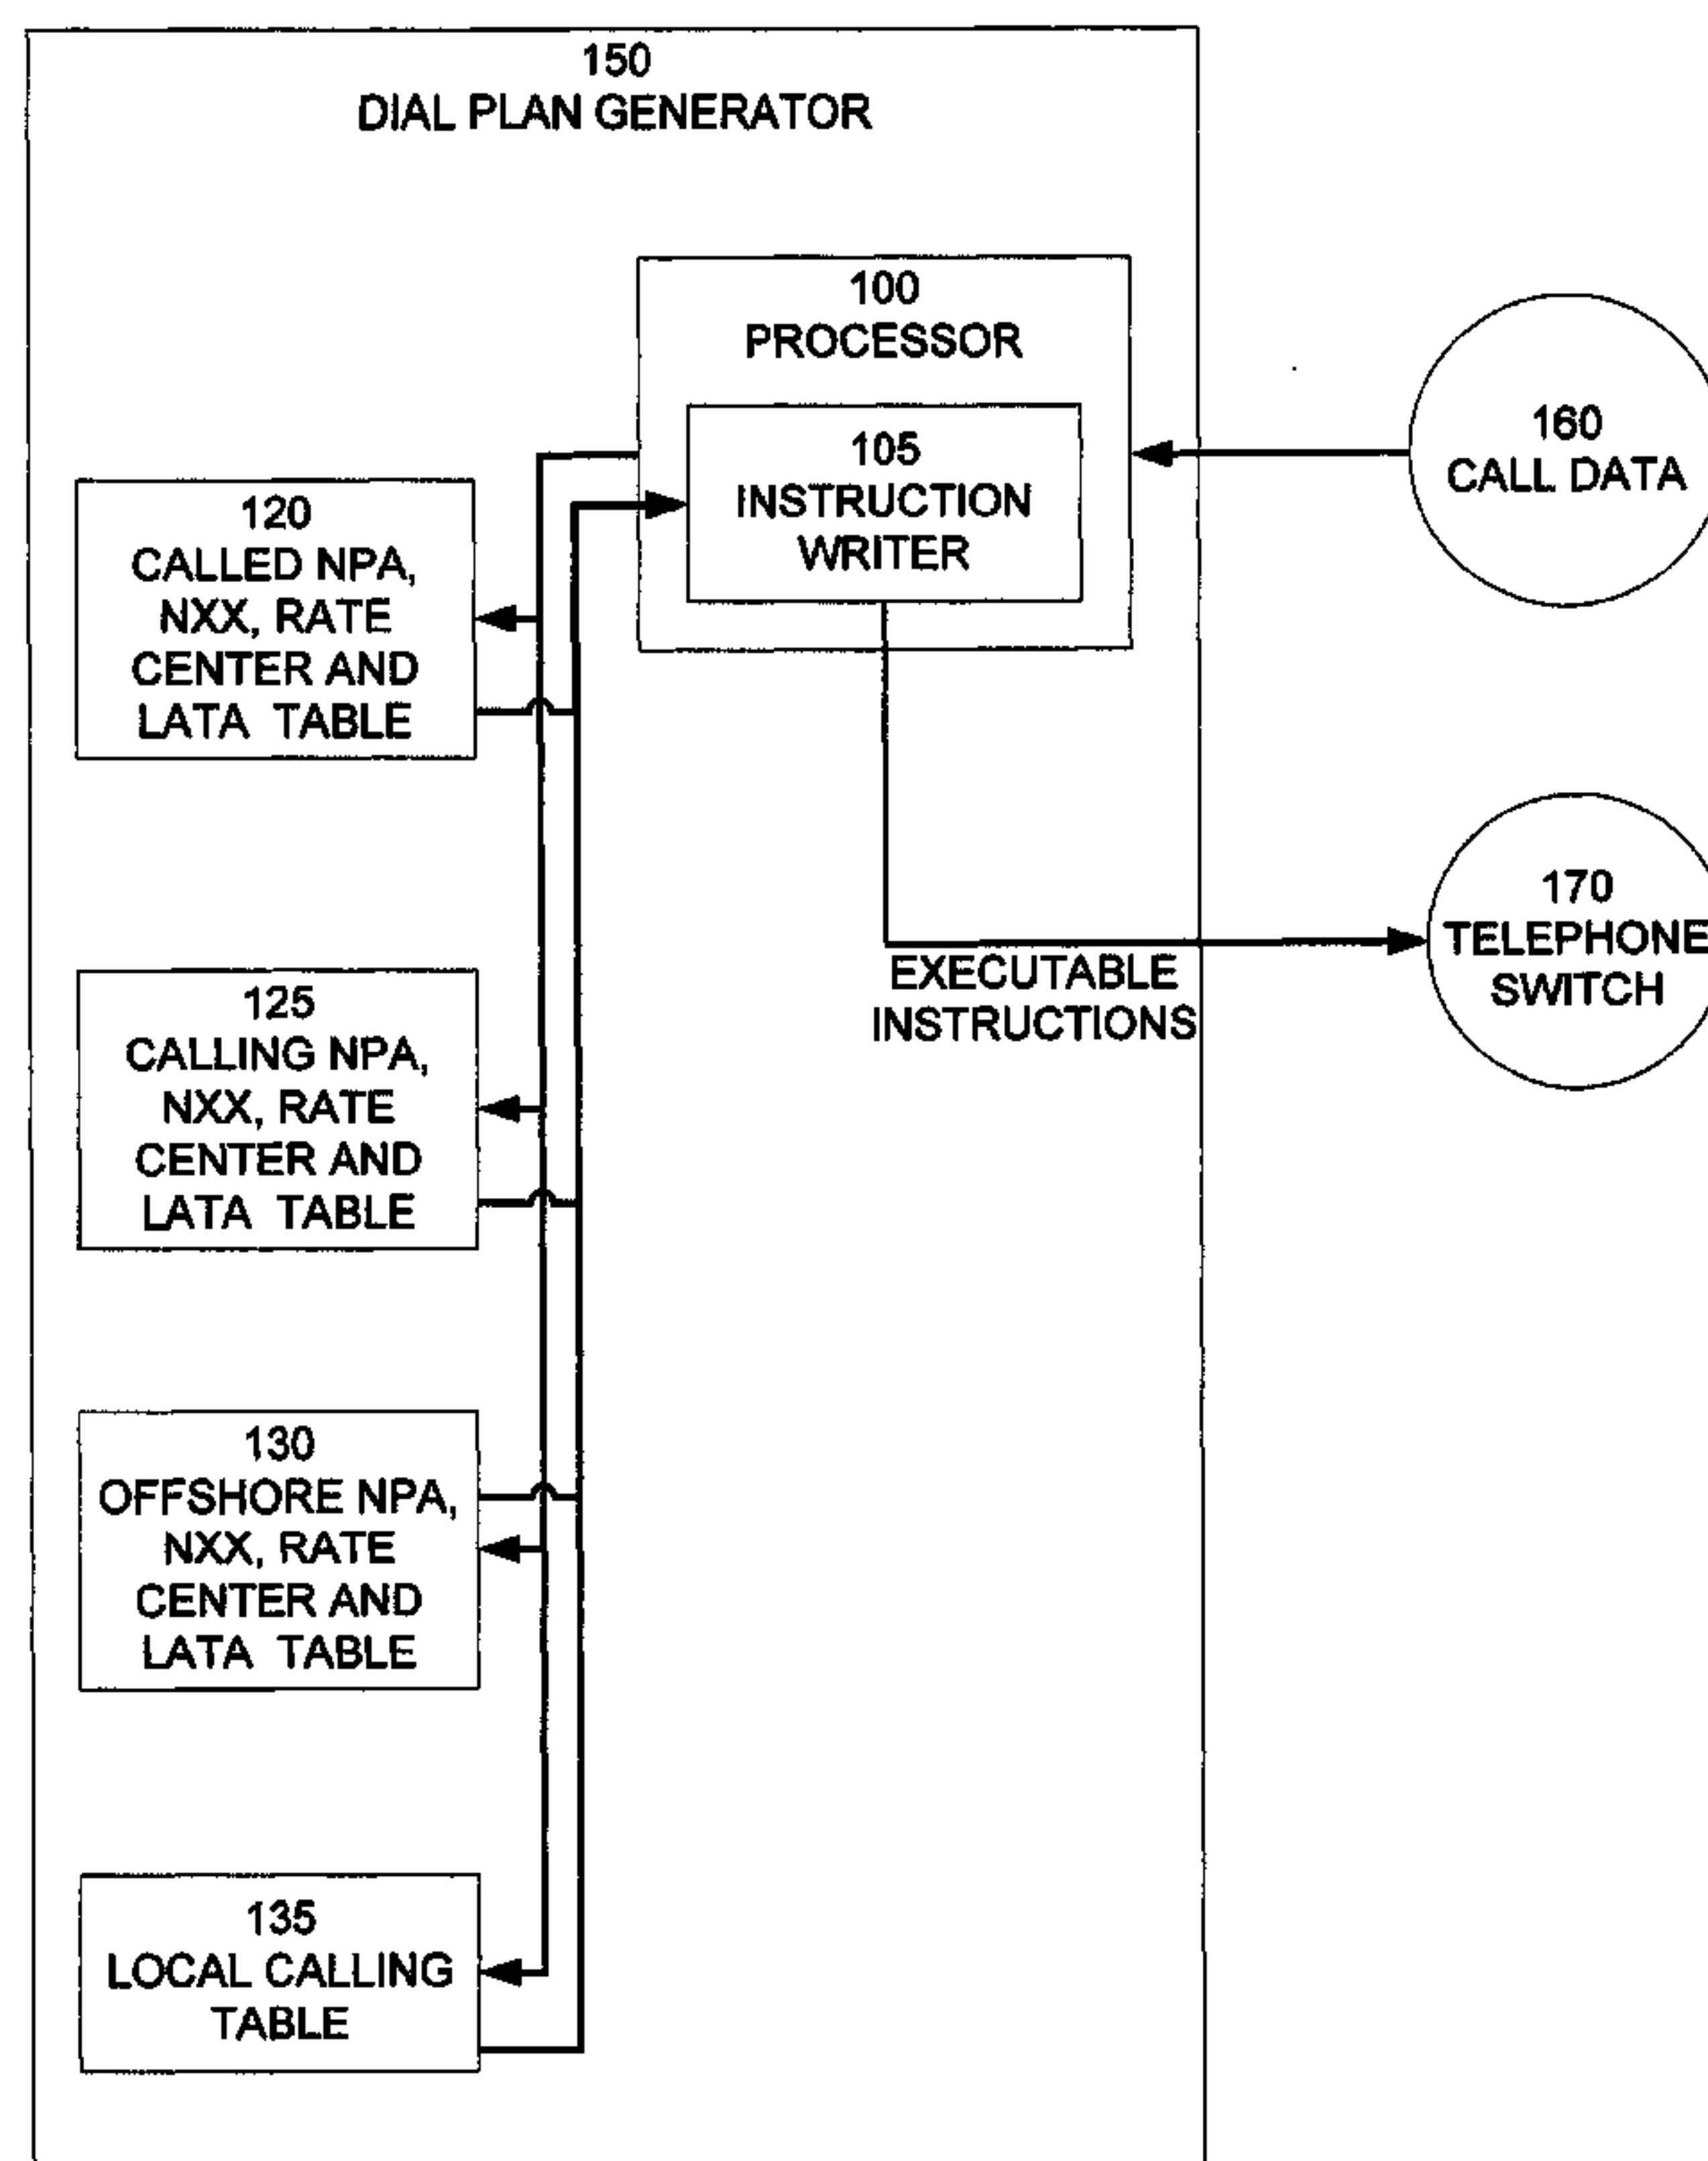 150
DIAL PLAN GENERATOR
100
PROCESSOR
105
INSTRUCTION
WRITER
160
CALL DATA
120
CALLED NPA,
NXX, RATE
CENTER AND
LATA TABLE
170
TELEPHONE
SWITCH
EXECUTABLE
INSTRUCTIONS
125
CALLING NPA,
NXX, RATE
CENTER AND
LATA TABLE
130
OFFSHORE NPA,
NXX, RATE
CENTER AND
LATA TABLE
135
LOCAL CALLING
TABLE